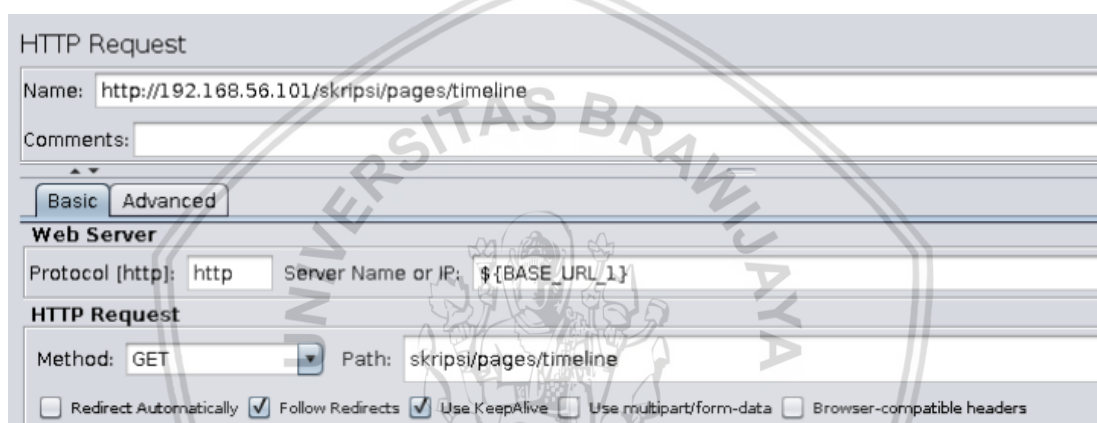 HTTP Request
Name: http://192.168.56.101/skripsi/pages/timeline
Comments:
Basic Advanced
Web Server
Protocol [http]: http Server Name or IP: ${BASE_URL_1}
HTTP Request
Method: GET Path: skripsi/pages/timeline
Redirect Automatically Follow Redirects Use KeepAlive Use multipart/form-data Browser-compatible headers
UNIVERSITAS BRAWIJAYA